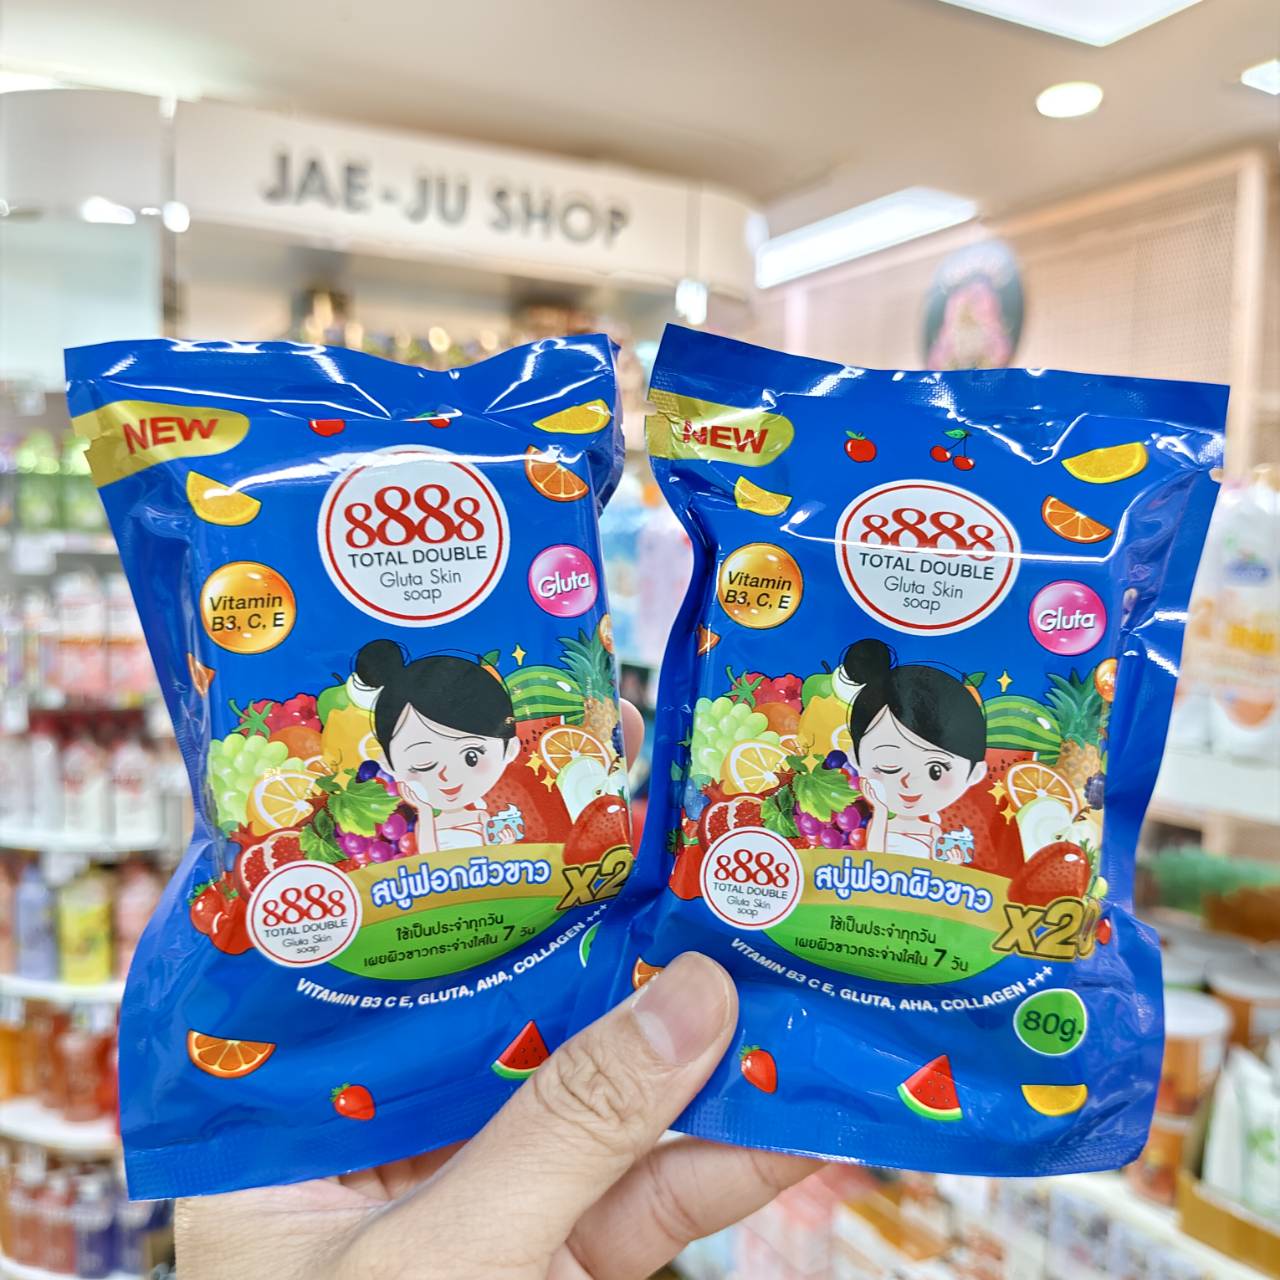 JAE-JU SHOP
NEW
8888
TOTAL DOUBLE
Gluta Skin
soap
Vitamin
B3, C, E
Gluta
8888
TOTAL DOUBLE
Gluta Skin
soap
สบู่ฟอกผิวขาว
x2
ใช้เป็นประจำทุกวัน
เผยผิวขาวกระจ่างใสใน 7 วัน
VITAMIN B3 C E, GLUTA, AHA, COLLAGEN +++
NEW
8888
TOTAL DOUBLE
Gluta Skin
soap
Vitamin
B3, C, E
Gluta
8888
TOTAL DOUBLE
Gluta Skin
soap
สบู่ฟอกผิวขาว
ใช้เป็นประจำทุกวัน
เผยผิวขาวกระจ่างใสใน 7 วัน
VITAMIN B3 C E, GLUTA, AHA, COLLAGEN +++
80g.